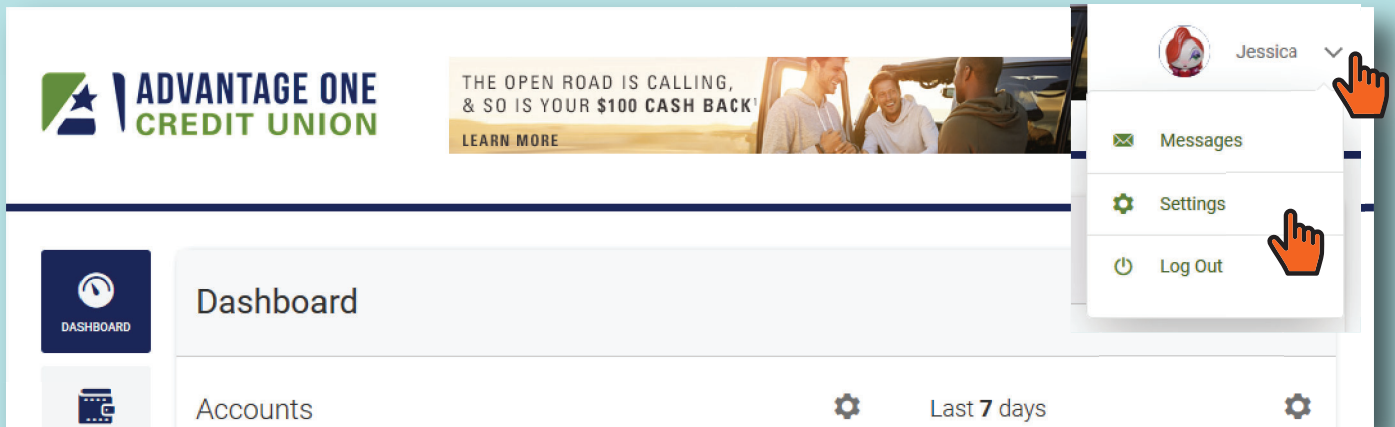 ADVANTAGE ONE
CREDIT UNION
THE OPEN ROAD IS CALLING,
& SO IS YOUR $100 CASH BACK¹
LEARN MORE
Jessica
Messages
Settings
Log Out
DASHBOARD
Dashboard
Accounts
Last 7 days